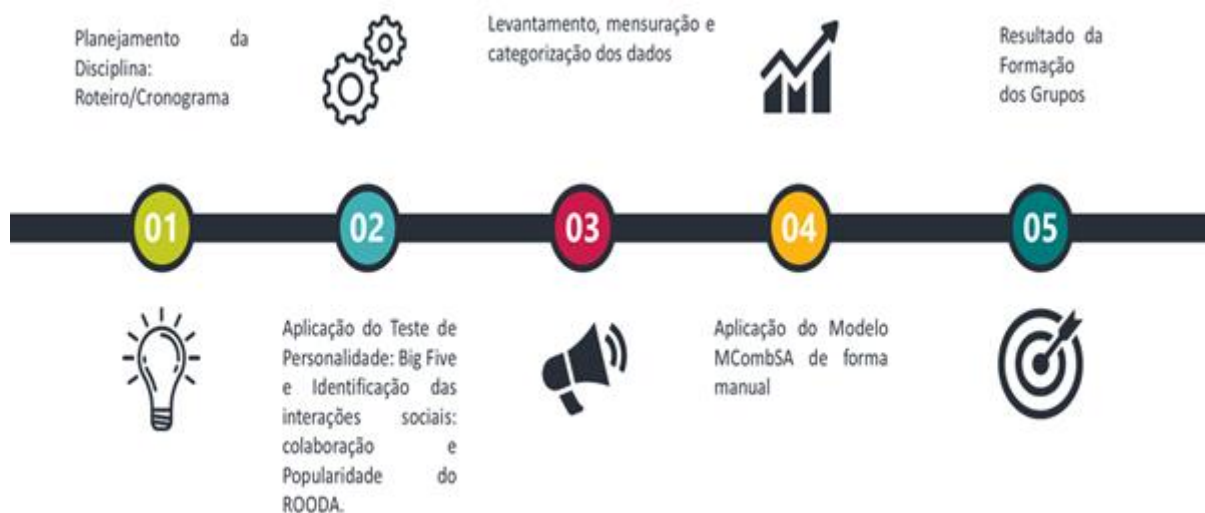 Planejamento da
Disciplina:
Roteiro/Cronograma
01
Aplicação do Teste de
Personalidade: Big Five
e Identificação das
interações sociais:
colaboração e
Popularidade do
ROODA.
02
Levantamento, mensuração e
categorização dos dados
03
Aplicação do Modelo
MCombSA de forma
manual
04
Resultado da
Formação
dos Grupos
05